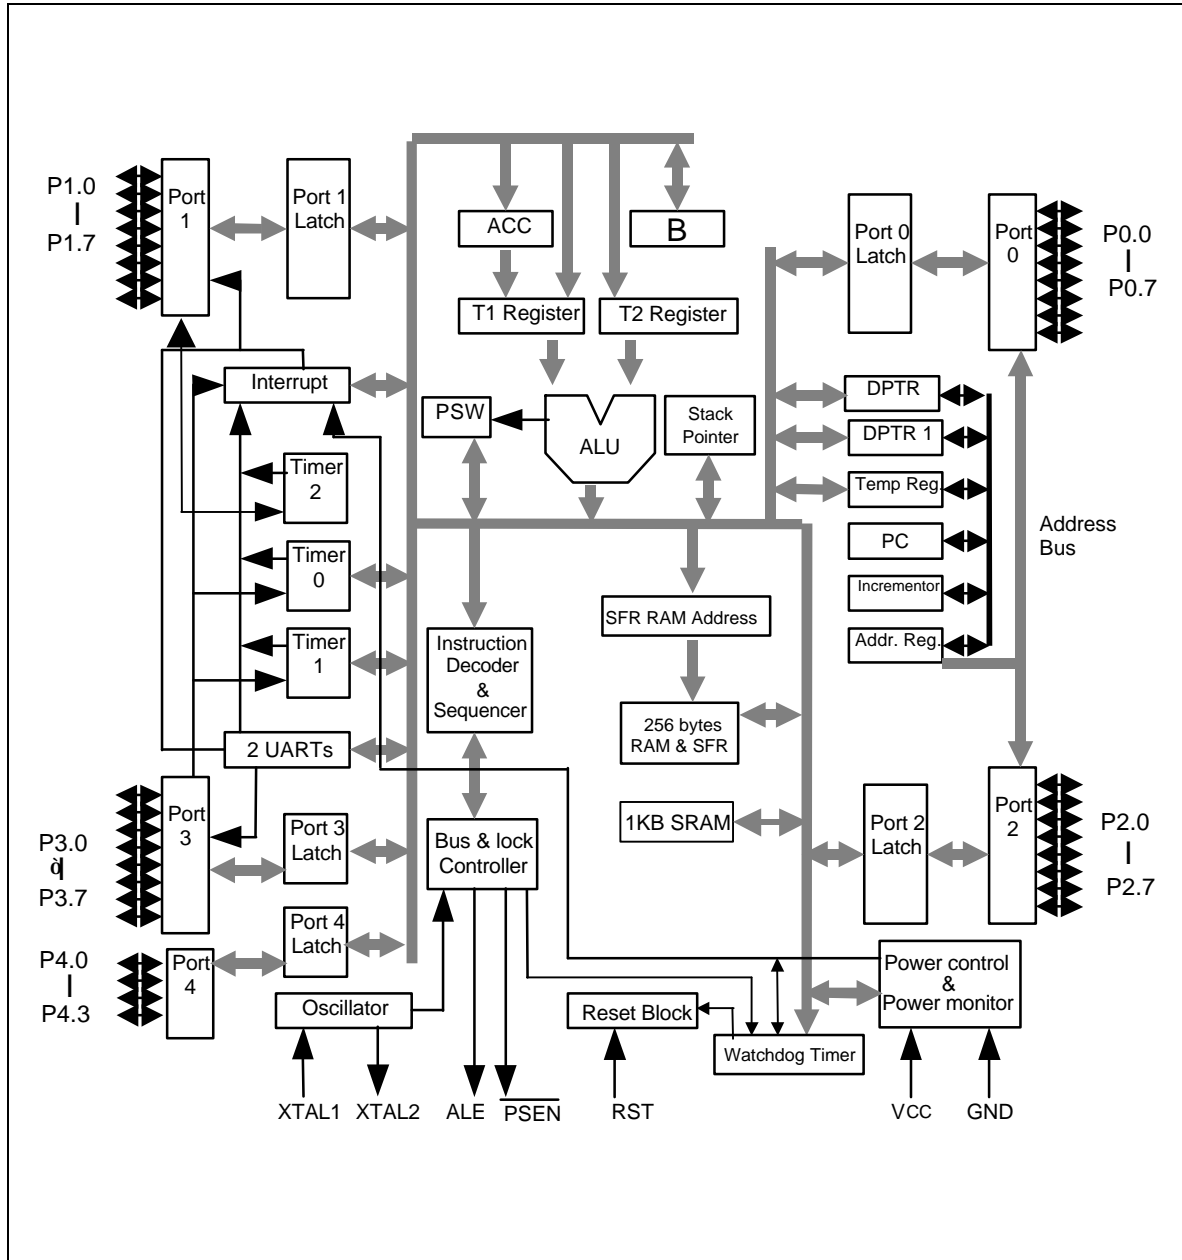 P1.0
P1.7
Port
1
Port 1
Latch
ACC
B
T1 Register
T2 Register
Port 0
Latch
Port
0
P0.0
P0.7
Interrupt
PSW
ALU
Stack
Pointer
DPTR
DPTR 1
Temp Reg.
PC
Incrementor
Addr. Reg.
Address
Bus
Timer
2
Timer
0
Timer
1
2 UARTs
Instruction
Decoder
&
Sequencer
SFR RAM Address
256 bytes
RAM & SFR
1KB SRAM
P3.0
ò
P3.7
Port
3
Port 3
Latch
Bus & lock
Controller
Port 2
Latch
Port
2
P2.0
P2.7
P4.0
P4.3
Port
4
Port 4
Latch
Oscillator
Reset Block
Watchdog Timer
Power control
&
Power monitor
XTAL1
XTAL2
ALE
PSEN
RST
VCC
GND